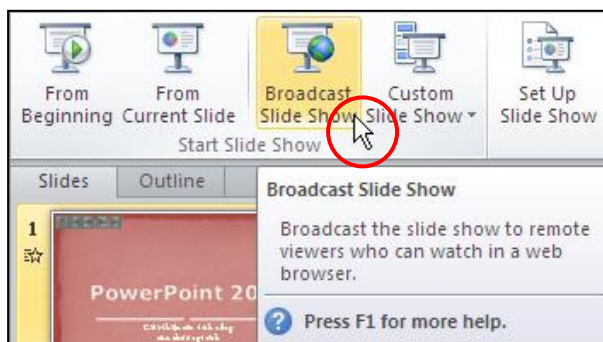 From Beginning
From Current Slide
Broadcast Slide Show
Custom Slide Show
Set Up Slide Show
Start Slide Show
Slides
Outline
Broadcast Slide Show
Broadcast the slide show to remote
viewers who can watch in a web
browser.
1
PowerPoint 20
Press F1 for more help.